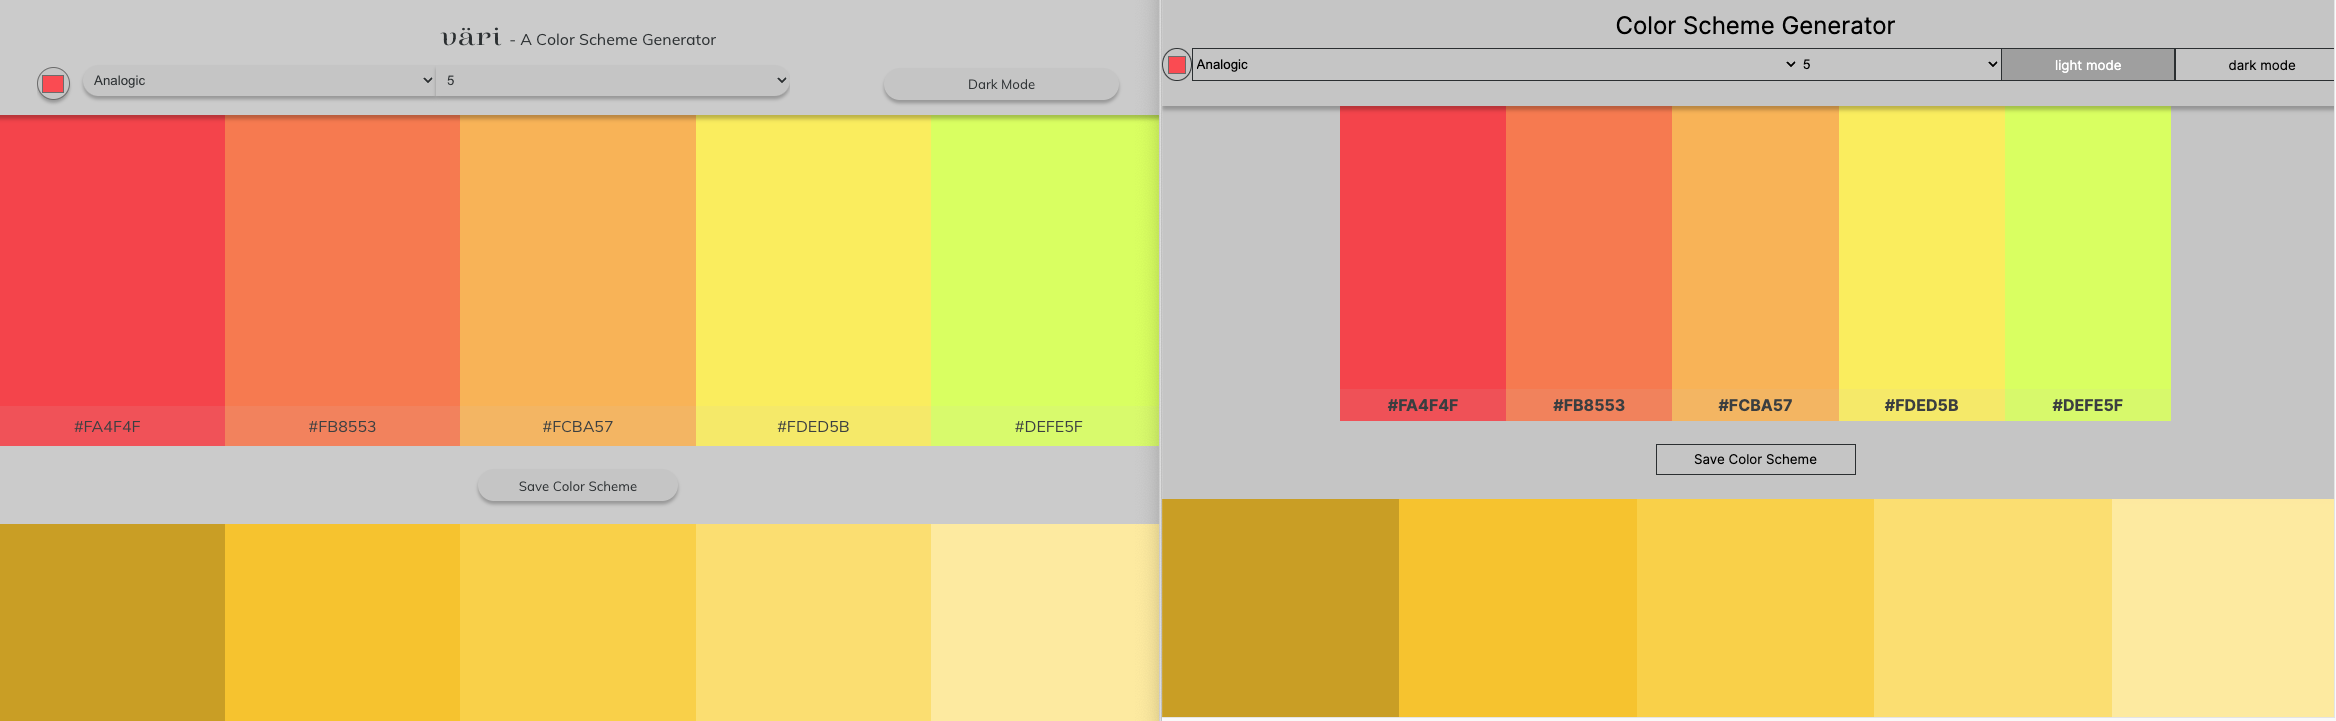 väri - A Color Scheme Generator
Analogic 5 Dark Mode
#FA4F4F #FB8553 #FCBA57 #FDED5B #DEFE5F
Save Color Scheme
Color Scheme Generator
Analogic 5 light mode dark mode
#FA4F4F #FB8553 #FCBA57 #FDED5B #DEFE5F
Save Color Scheme